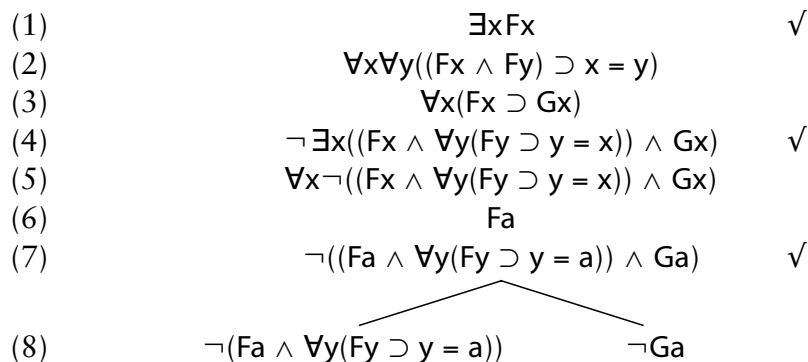 (1) ∃xFx √
(2) ∀x∀y((Fx ∧ Fy) ⊃ x = y)
(3) ∀x(Fx ⊃ Gx)
(4) ¬∃x((Fx ∧ ∀y(Fy ⊃ y = x)) ∧ Gx) √
(5) ∀x¬((Fx ∧ ∀y(Fy ⊃ y = x)) ∧ Gx)
(6) Fa
(7) ¬((Fa ∧ ∀y(Fy ⊃ y = a)) ∧ Ga) √
(8) ¬(Fa ∧ ∀y(Fy ⊃ y = a)) ¬Ga